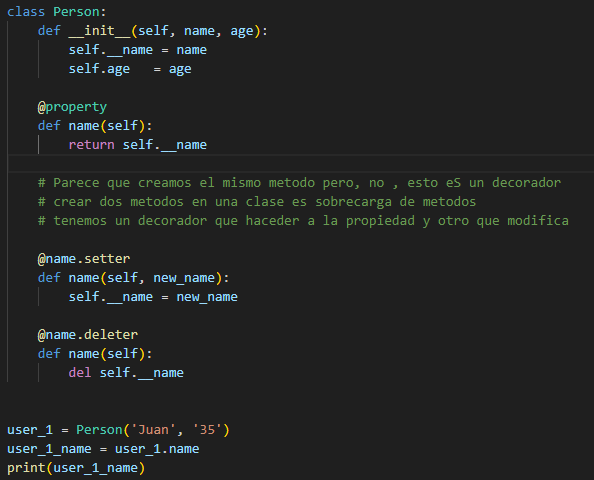 class Person:
    def __init__(self, name, age):
        self.__name = name
        self.age   = age
    @property
    def name(self):
        return self.__name
    # Parece que creamos el mismo metodo pero, no , esto eS un decorador
    # crear dos metodos en una clase es sobrecarga de metodos
    # tenemos un decorador que haceder a la propiedad y otro que modifica
    @name.setter
    def name(self, new_name):
        self.__name = new_name
    @name.deleter
    def name(self):
        del self.__name
user_1 = Person('Juan', '35')
user_1_name = user_1.name
print(user_1_name)